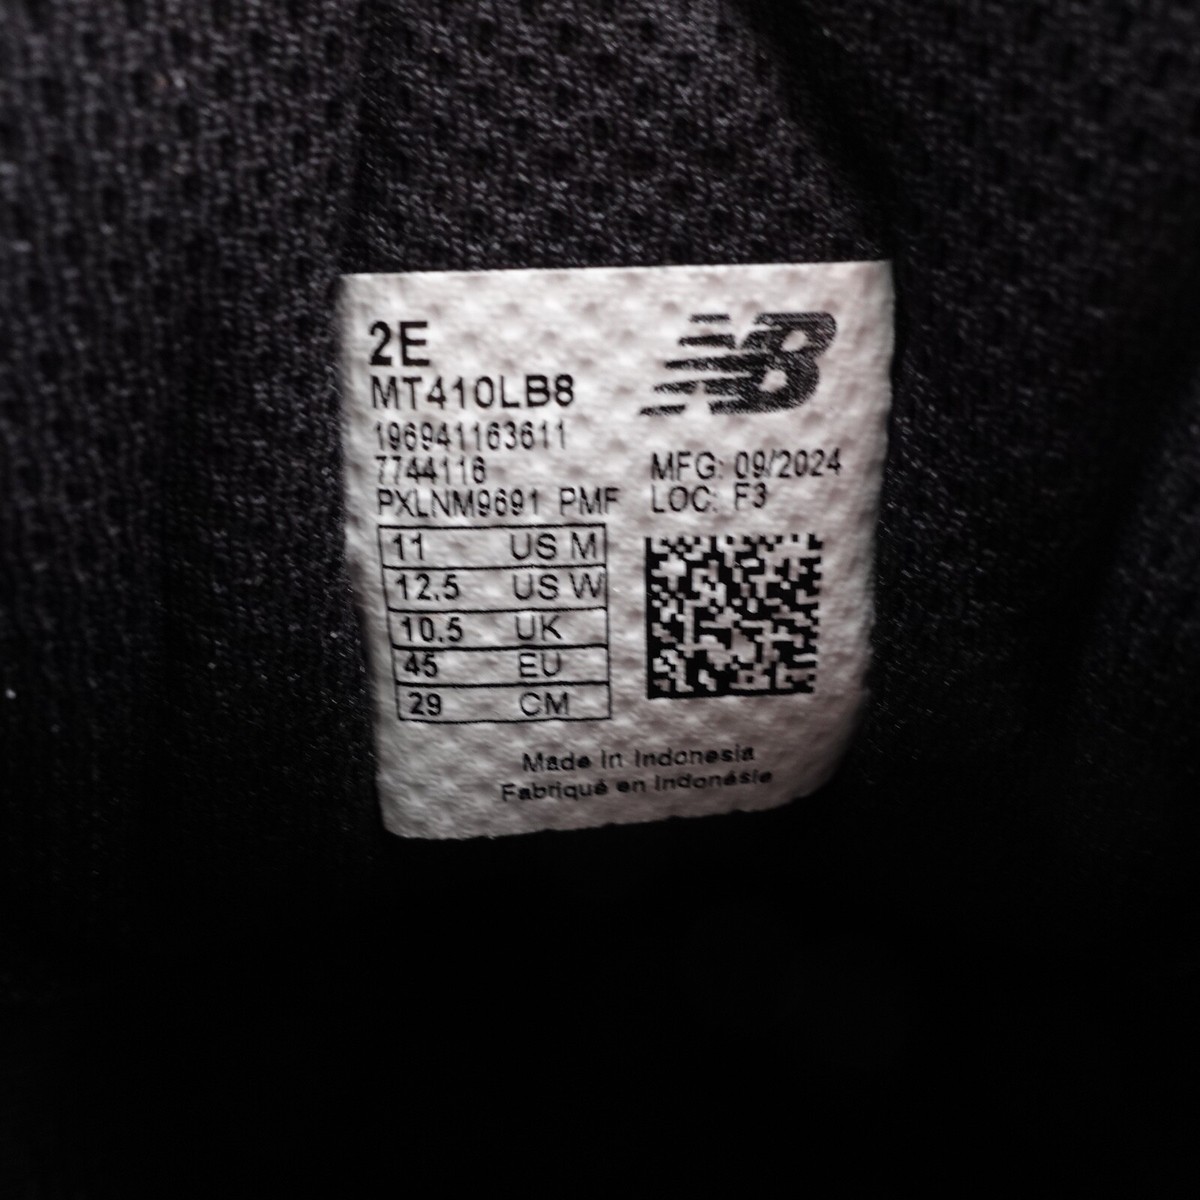 2E
NB
MT410LB8
196941163611
7744116
PXLNM9691 PMF
MFG: 09/2024
LOC: F3
11 US M
12.5 US W
10.5 UK
45 EU
29 CM
Made in Indonesia
Fabriqué en Indonésie